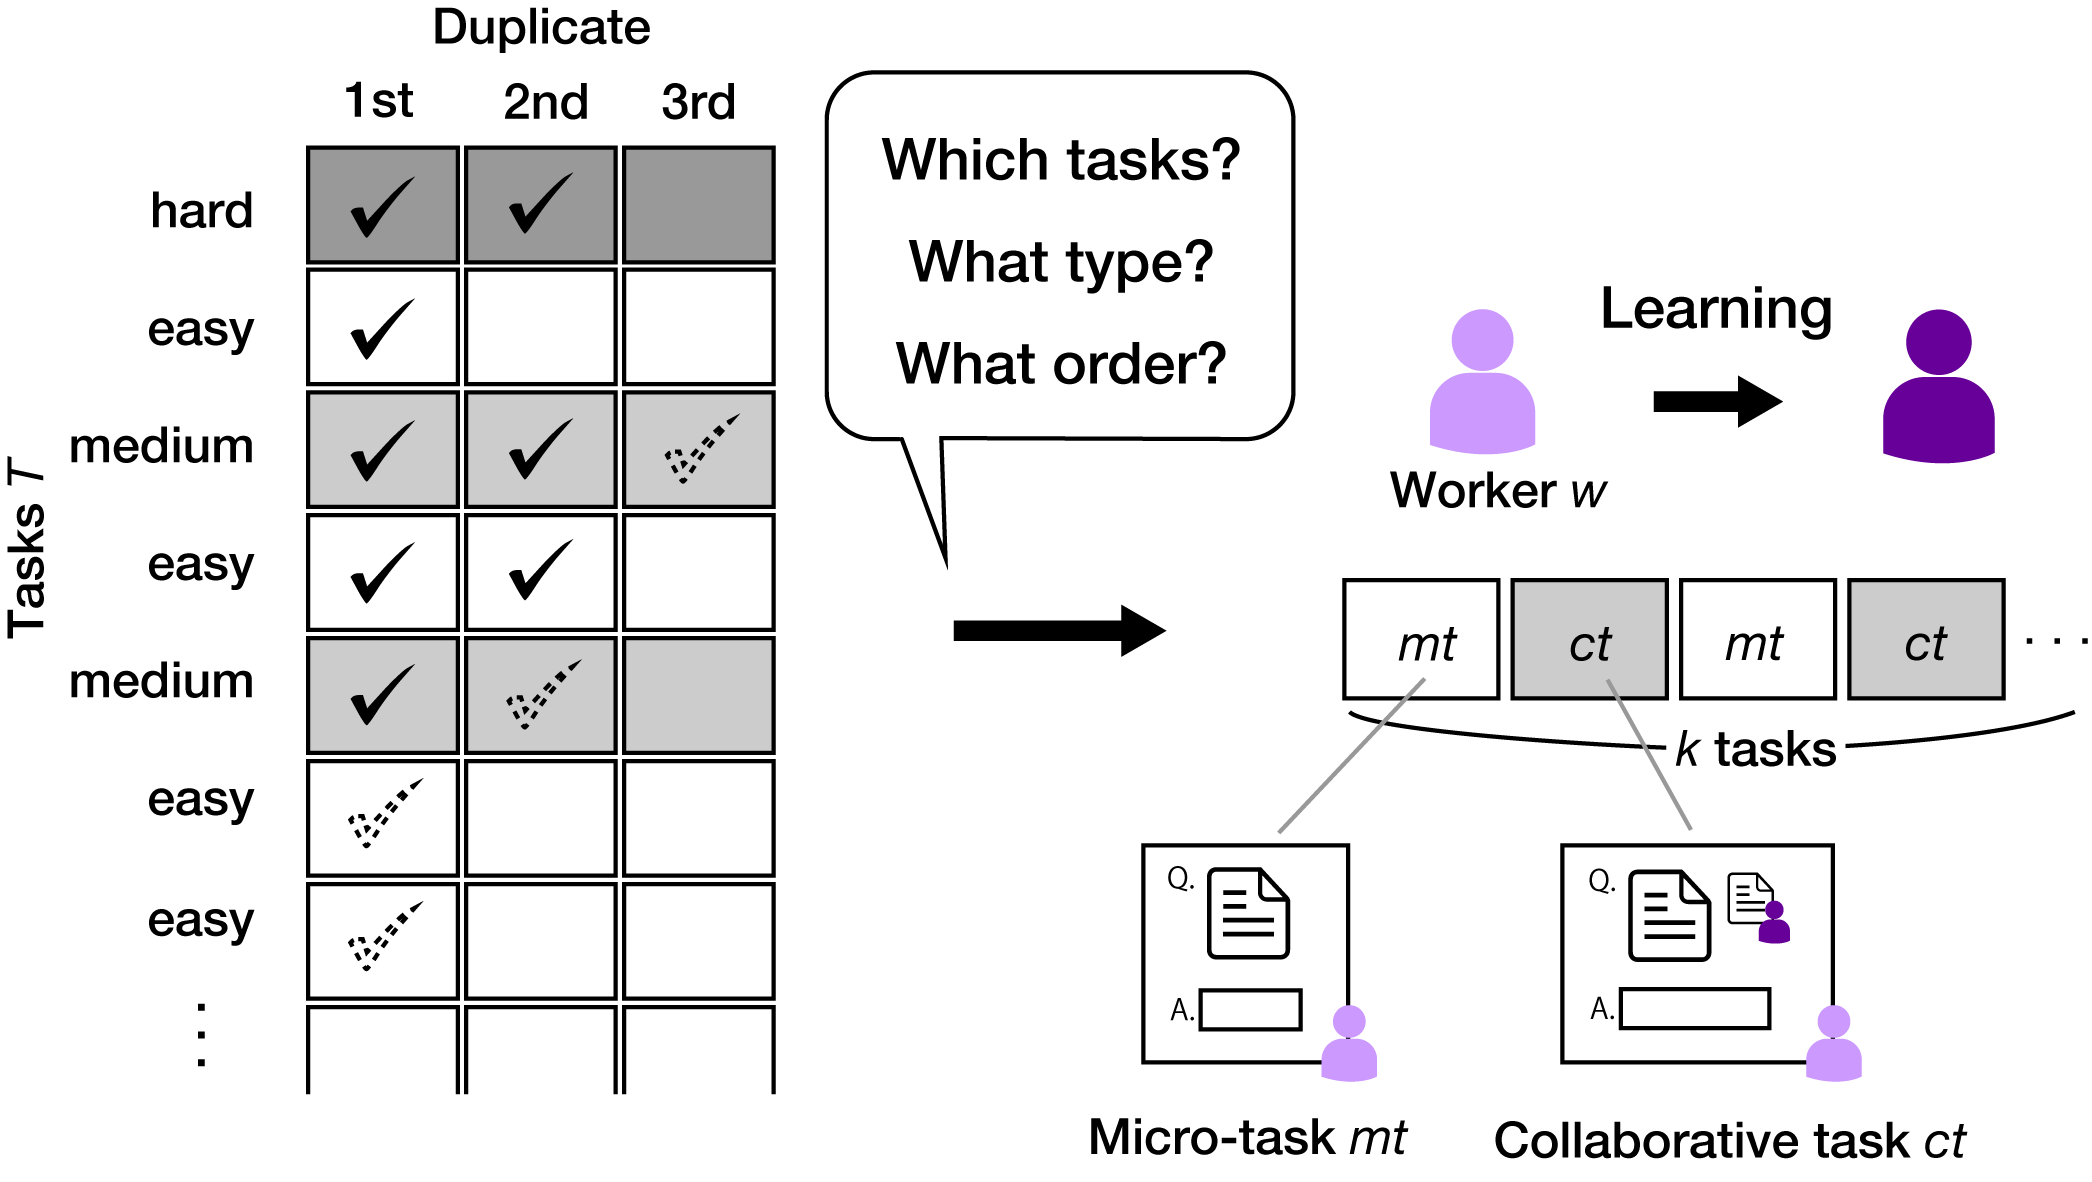 Duplicate
1st 2nd 3rd
Tasks T
hard
easy
medium
easy
medium
easy
easy
Which tasks?
What type?
What order?
Learning
Worker w
mt ct mt ct ...
k tasks
Q.
A.
Micro-task mt
Q.
A.
Collaborative task ct